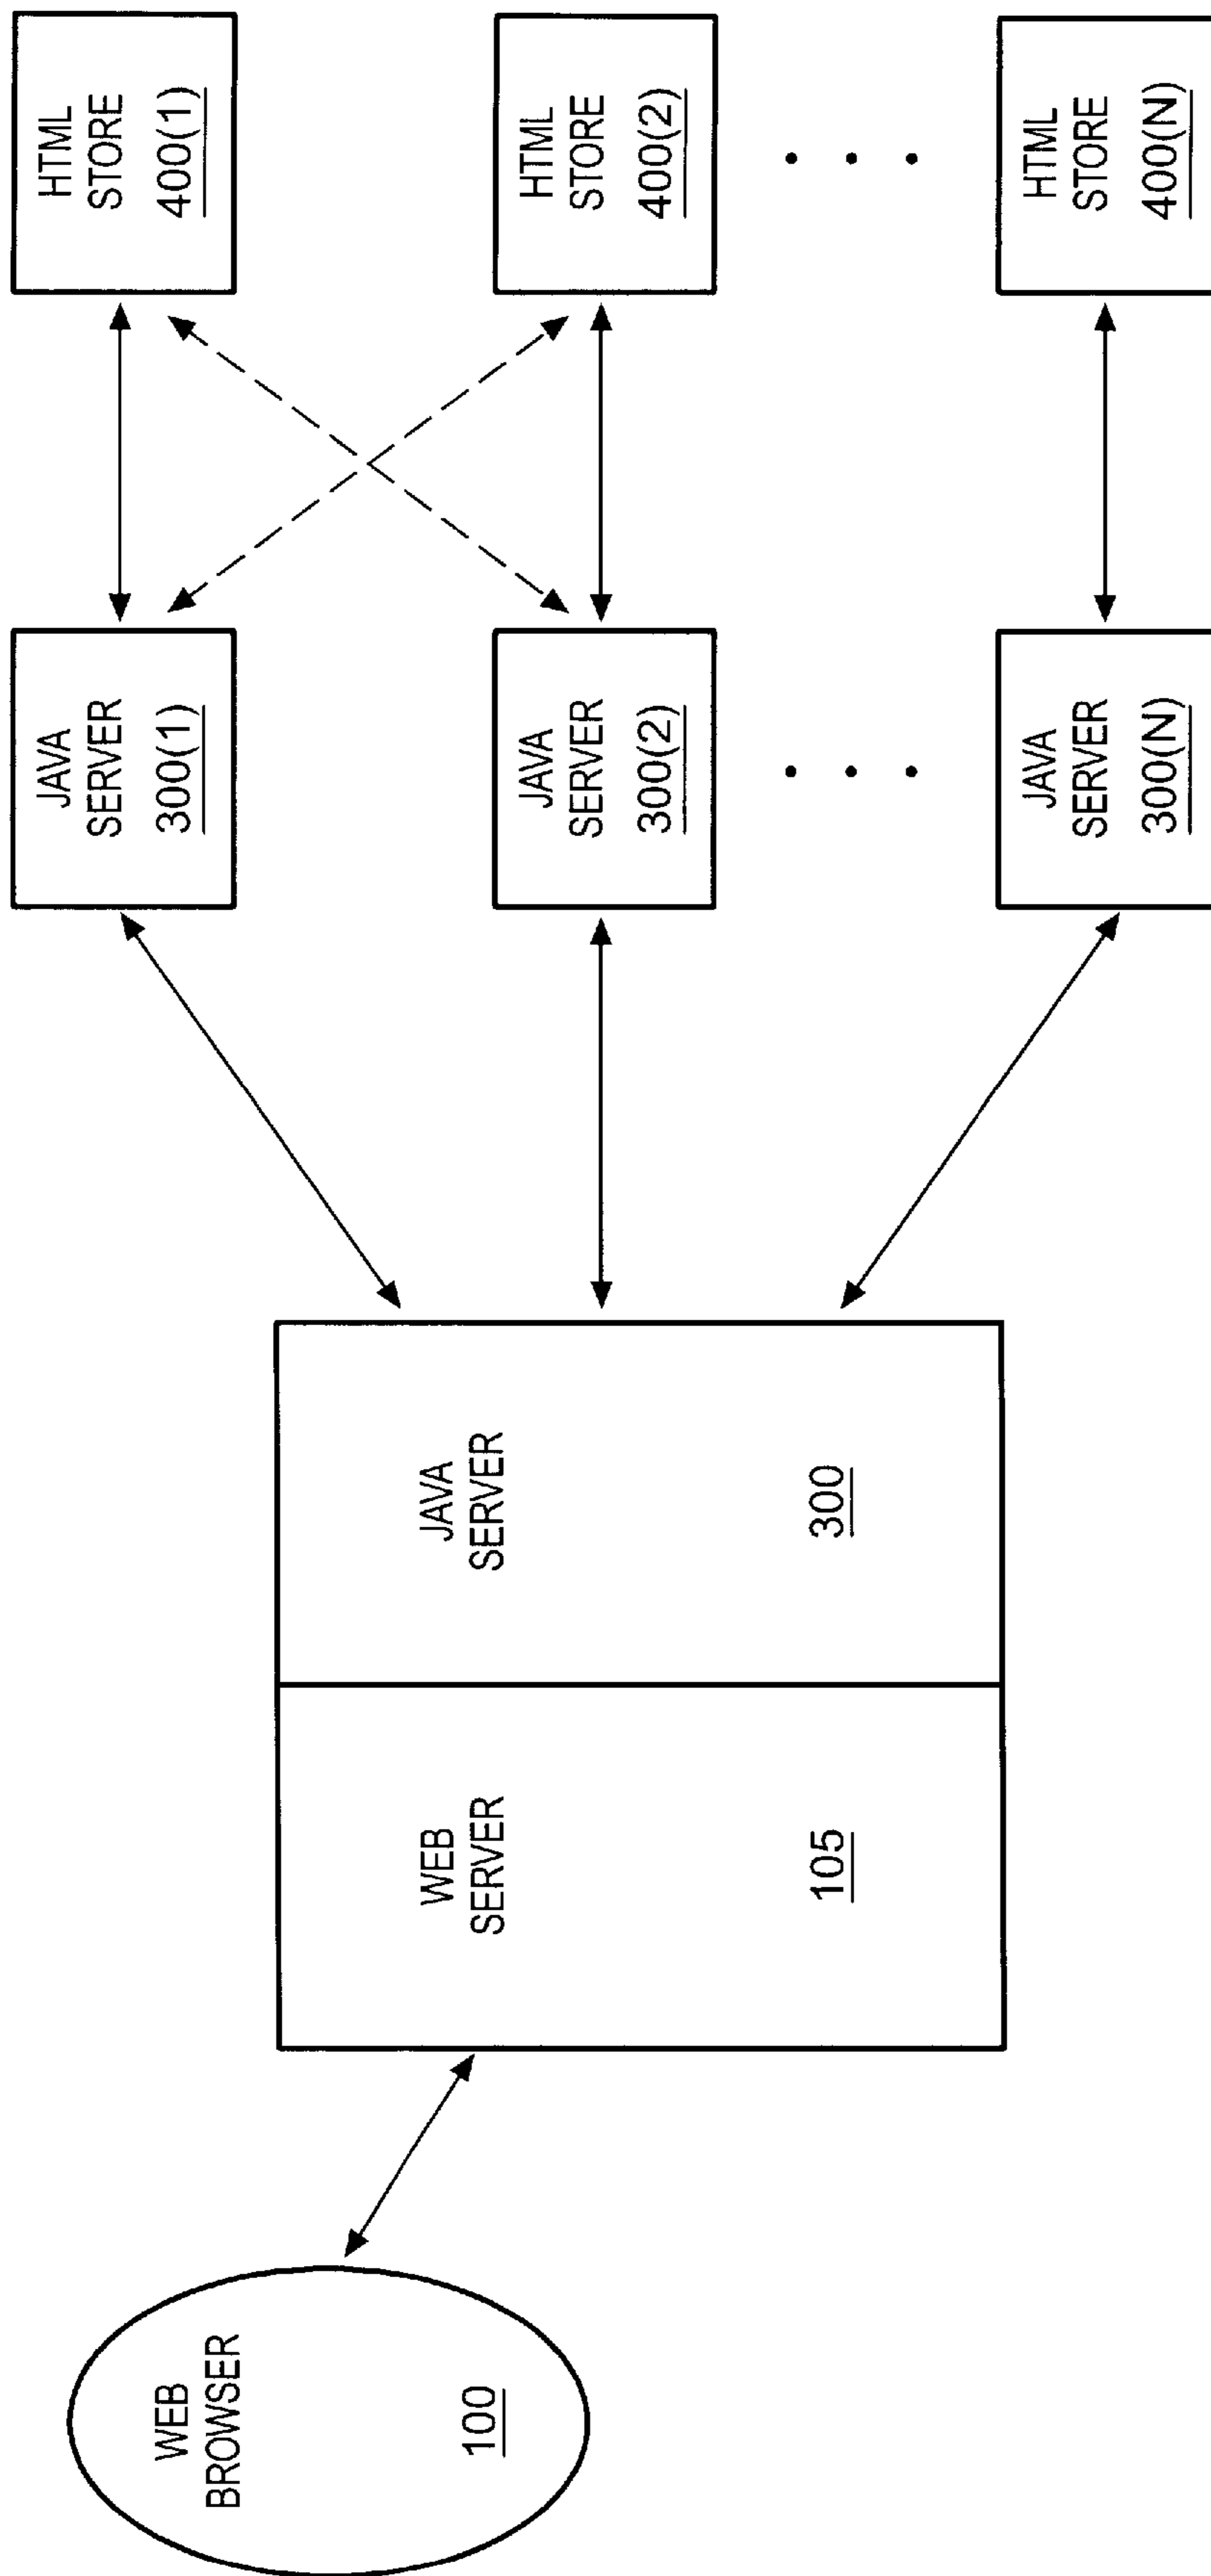 WEB
BROWSER
100
WEB
SERVER
105
JAVA
SERVER
300
JAVA
SERVER
300(1)
HTML
STORE
400(1)
JAVA
SERVER
300(2)
HTML
STORE
400(2)
JAVA
SERVER
300(N)
HTML
STORE
400(N)